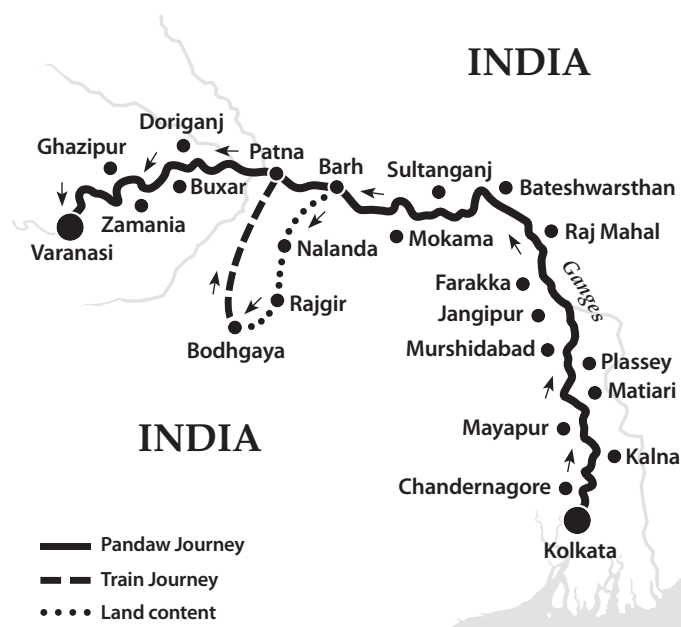 INDIA
Doriganj
Ghazipur
Patna
Barh
Sultanganj
Buxar
Bateshwarsthan
Zamania
Varanasi
Nalanda
Mokama
Raj Mahal
Ganges
Farakka
Rajgir
Jangipur
Bodhgaya
Murshidabad
Plassey
Matiari
Mayapur
INDIA
Kalna
Chandernagore
Kolkata
Pandaw Journey
Train Journey
Land content